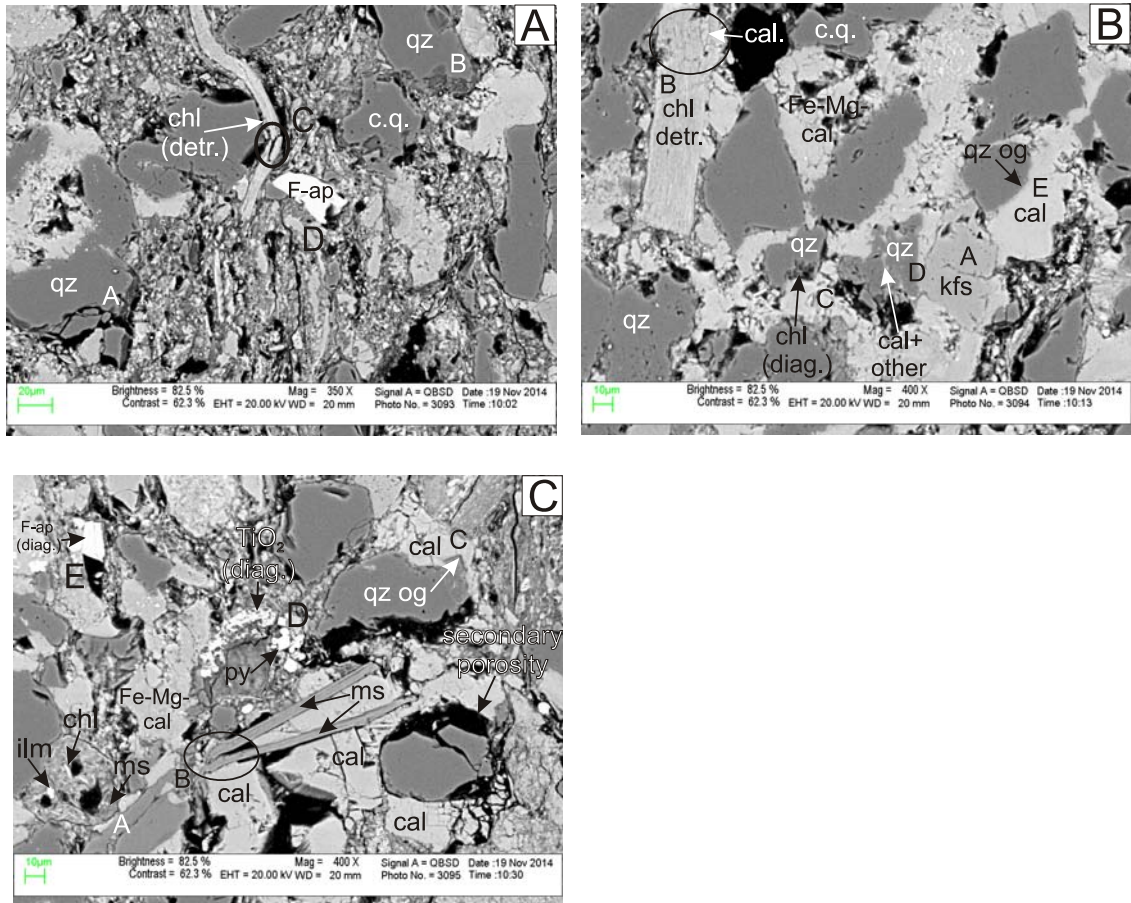 A
qz
B
chl
(detr.)
C
c.q.
F-ap
D
qz
A
20µm
Brightness = 82.5 % Mag = 350 X Signal A = QBSD Date :19 Nov 2014
Contrast = 62.3 % EHT = 20.00 kV WD = 20 mm Photo No. = 3093 Time :10:02
B
cal.
c.q.
B
chl
detr.
Fe-Mg-
cal
qz og
E
cal
qz
qz
A
D
kfs
C
qz
chl
(diag.)
cal+
other
10µm
Brightness = 82.5 % Mag = 400 X Signal A = QBSD Date :19 Nov 2014
Contrast = 62.3 % EHT = 20.00 kV WD = 20 mm Photo No. = 3094 Time :10:13
C
F-ap
(diag.)
E
TiO₂
(diag.)
D
cal C
qz og
secondary
porosity
py
Fe-Mg-
cal
ms
chl
ilm
ms
B
cal
cal
A
cal
10µm
Brightness = 82.5 % Mag = 400 X Signal A = QBSD Date :19 Nov 2014
Contrast = 62.3 % EHT = 20.00 kV WD = 20 mm Photo No. = 3095 Time :10:30